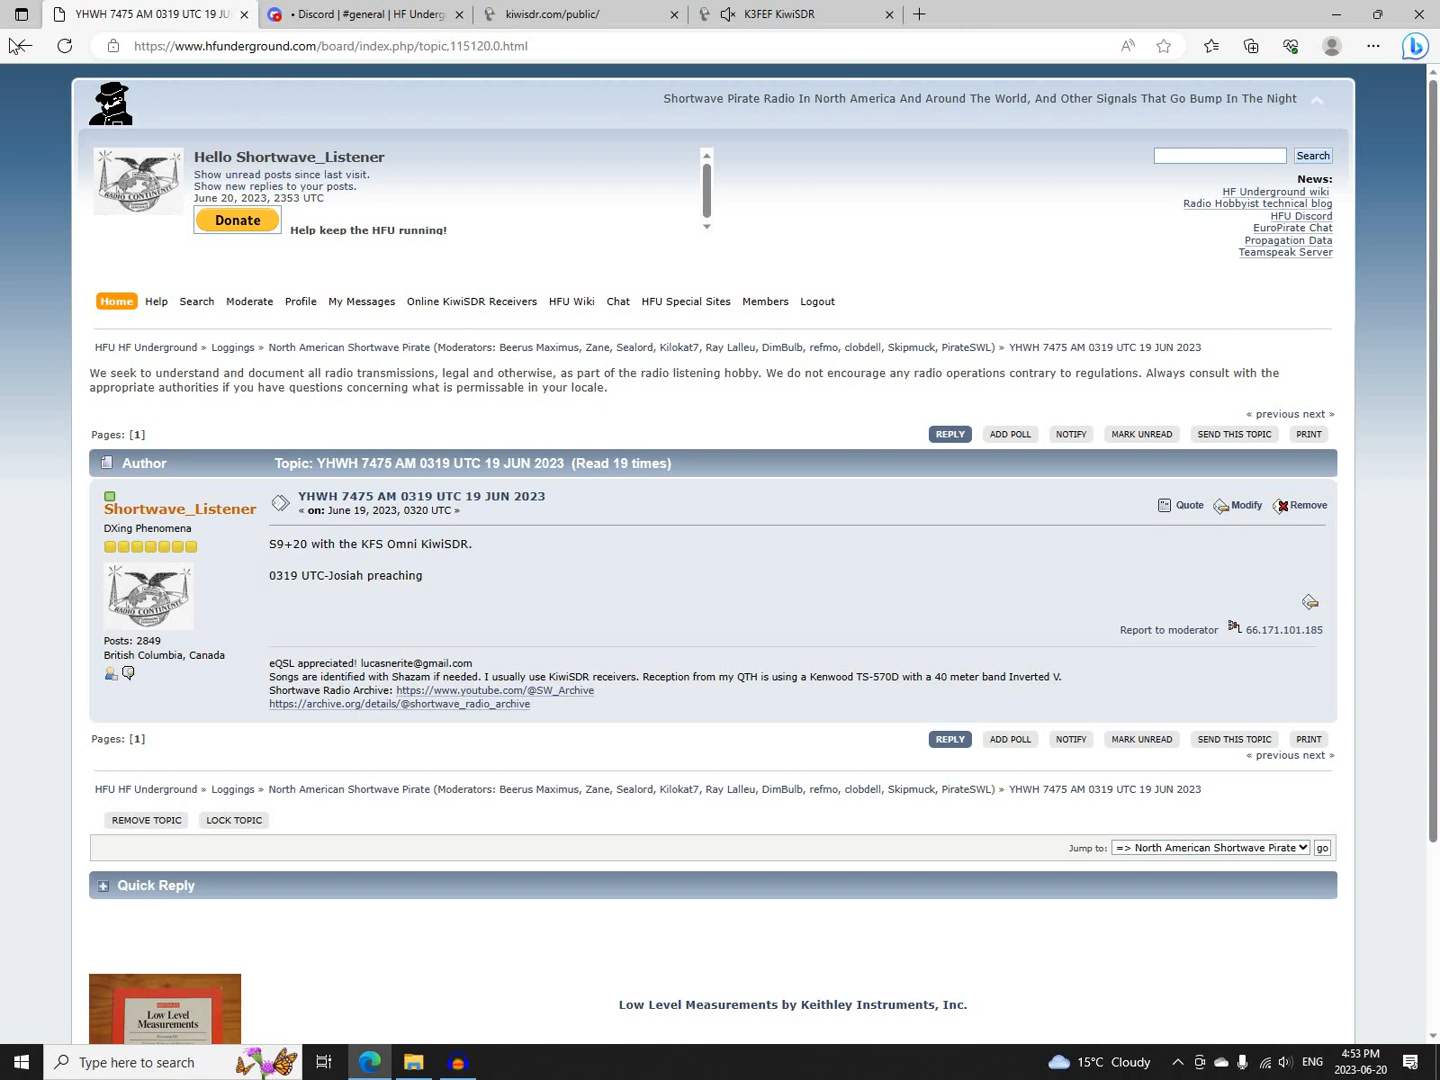 YHWH 7475 AM 0319 UTC 19 JU
• Discord | #general | HF Underg
kiwisdr.com/public/
K3FEF KiwiSDR
https://www.hfunderground.com/board/index.php/topic,115120.0.html
Shortwave Pirate Radio In North America And Around The World, And Other Signals That Go Bump In The Night
Hello Shortwave_Listener
Show unread posts since last visit.
Show new replies to your posts.
June 20, 2023, 2353 UTC
Donate
Help keep the HFU running!
Search
News:
HF Underground wiki
Radio Hobbyist technical blog
HFU Discord
EuroPirate Chat
Propagation Data
Teamspeak Server
RADIO CONTINENTE
Home Help Search Moderate Profile My Messages Online KiwiSDR Receivers HFU Wiki Chat HFU Special Sites Members Logout
HFU HF Underground » Loggings » North American Shortwave Pirate (Moderators: Beerus Maximus, Zane, Sealord, Kilokat7, Ray Lalleu, DimBulb, refmo, clobdell, Skipmuck, PirateSWL) » YHWH 7475 AM 0319 UTC 19 JUN 2023
We seek to understand and document all radio transmissions, legal and otherwise, as part of the radio listening hobby. We do not encourage any radio operations contrary to regulations. Always consult with the
appropriate authorities if you have questions concerning what is permissable in your locale.
« previous next »
Pages: [1]
REPLY ADD POLL NOTIFY MARK UNREAD SEND THIS TOPIC PRINT
Author Topic: YHWH 7475 AM 0319 UTC 19 JUN 2023 (Read 19 times)
Shortwave_Listener
DXing Phenomena
RADIO CONTINENTE
Posts: 2849
British Columbia, Canada
YHWH 7475 AM 0319 UTC 19 JUN 2023
« on: June 19, 2023, 0320 UTC »
Quote Modify Remove
S9+20 with the KFS Omni KiwiSDR.
0319 UTC-Josiah preaching
Report to moderator 66.171.101.185
eQSL appreciated! lucasnerite@gmail.com
Songs are identified with Shazam if needed. I usually use KiwiSDR receivers. Reception from my QTH is using a Kenwood TS-570D with a 40 meter band Inverted V.
Shortwave Radio Archive: https://www.youtube.com/@SW_Archive
https://archive.org/details/@shortwave_radio_archive
Pages: [1]
REPLY ADD POLL NOTIFY MARK UNREAD SEND THIS TOPIC PRINT
« previous next »
HFU HF Underground » Loggings » North American Shortwave Pirate (Moderators: Beerus Maximus, Zane, Sealord, Kilokat7, Ray Lalleu, DimBulb, refmo, clobdell, Skipmuck, PirateSWL) » YHWH 7475 AM 0319 UTC 19 JUN 2023
REMOVE TOPIC LOCK TOPIC
Jump to: => North American Shortwave Pirate go
Quick Reply
Low Level
Measurements
Low Level Measurements by Keithley Instruments, Inc.
Type here to search
15°C Cloudy
ENG
4:53 PM
2023-06-20